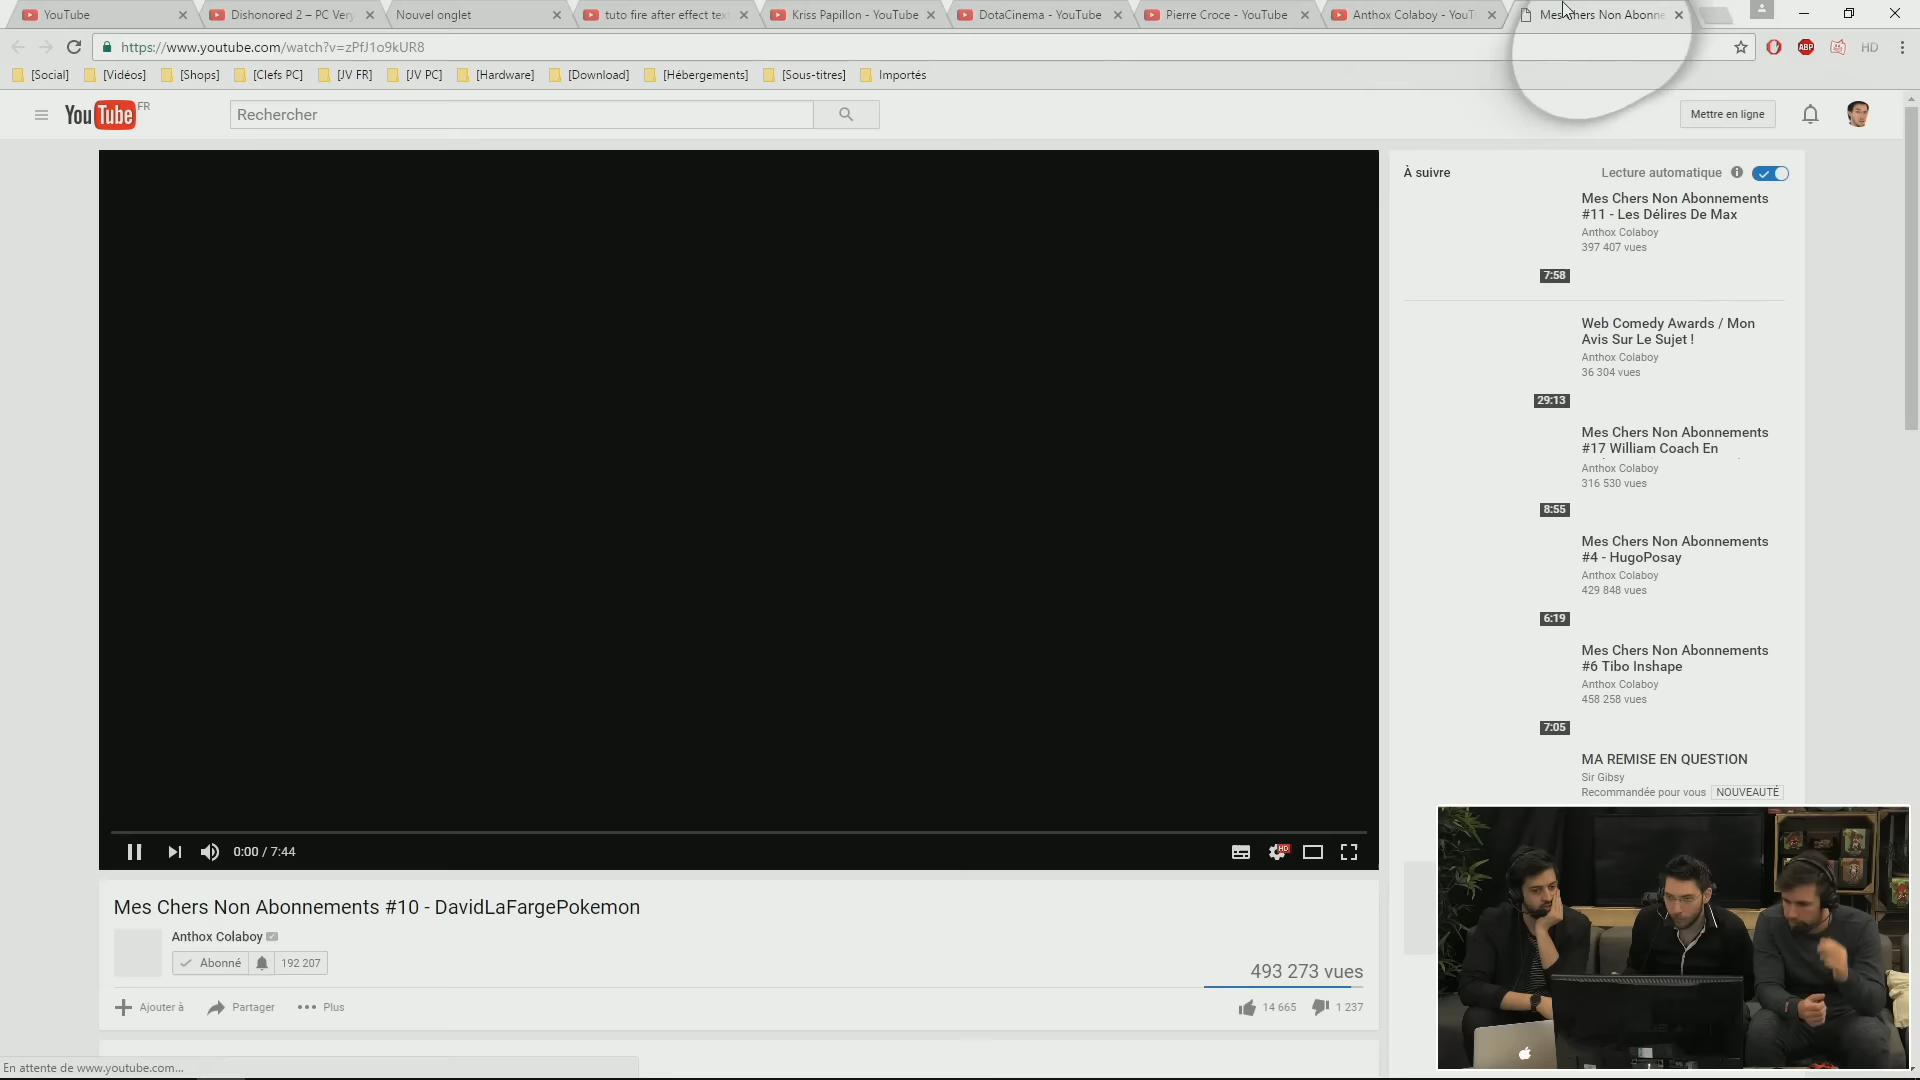 YouTube
Dishonored 2 – PC Very
Nouvel onglet
tuto fire after effect tex
Kriss Papillon - YouTube
DotaCinema - YouTube
Pierre Croce - YouTube
Anthox Colaboy - YouT
Mes Chers Non Abonne
https://www.youtube.com/watch?v=zPfJ1o9kUR8
ABP
HD
[Social]
[Vidéos]
[Shops]
[Clefs PC]
[JV FR]
[JV PC]
[Hardware]
[Download]
[Hébergements]
[Sous-titres]
Importés
YouTube FR
Rechercher
Mettre en ligne
À suivre
Lecture automatique
Mes Chers Non Abonnements
#11 - Les Délires De Max
Anthox Colaboy
397 407 vues
7:58
Web Comedy Awards / Mon
Avis Sur Le Sujet !
Anthox Colaboy
36 304 vues
29:13
Mes Chers Non Abonnements
#17 William Coach En
Anthox Colaboy
316 530 vues
8:55
Mes Chers Non Abonnements
#4 - HugoPosay
Anthox Colaboy
429 848 vues
6:19
Mes Chers Non Abonnements
#6 Tibo Inshape
Anthox Colaboy
458 258 vues
7:05
MA REMISE EN QUESTION
Sir Gibsy
Recommandée pour vous NOUVEAUTÉ
0:00 / 7:44
HD
Mes Chers Non Abonnements #10 - DavidLaFargePokemon
Anthox Colaboy
Abonné 192 207
493 273 vues
Ajouter à
Partager
Plus
14 665
1 237
En attente de www.youtube.com...